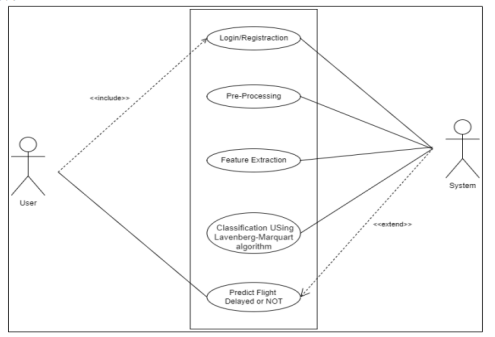 Login/Registraction
<<include>>
Pre-Processing
Feature Extraction
User
System
Classification USing
Lavenberg-Marquart
algorithm
<<extend>>
Predict Flight
Delayed or NOT